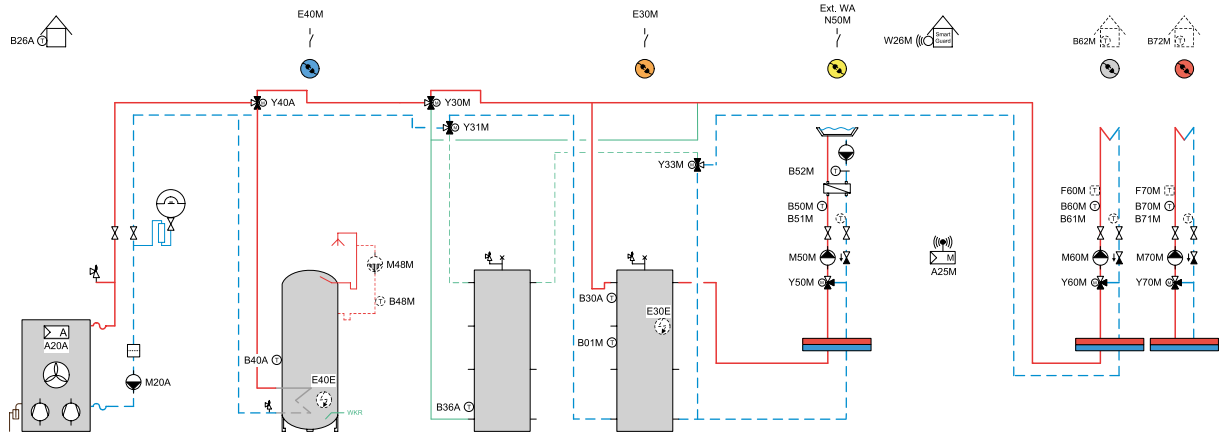 E40M
E30M
Ext. WA
N50M
B26A
T
W26M
Smart
Guard
B62M
T
B72M
T
M
Y40A
M
Y30M
M
Y31M
Y33M
M
B52M
T
B50M
T
B51M
T
F60M
T
B60M
T
B61M
T
F70M
T
B70M
T
B71M
T
M48M
M50M
M
A25M
M60M
M70M
B48M
T
Y50M
M
Y60M
M
Y70M
M
B30A
T
E30E
A
A20A
B01M
T
B40A
T
E40E
M20A
B36A
T
WKR